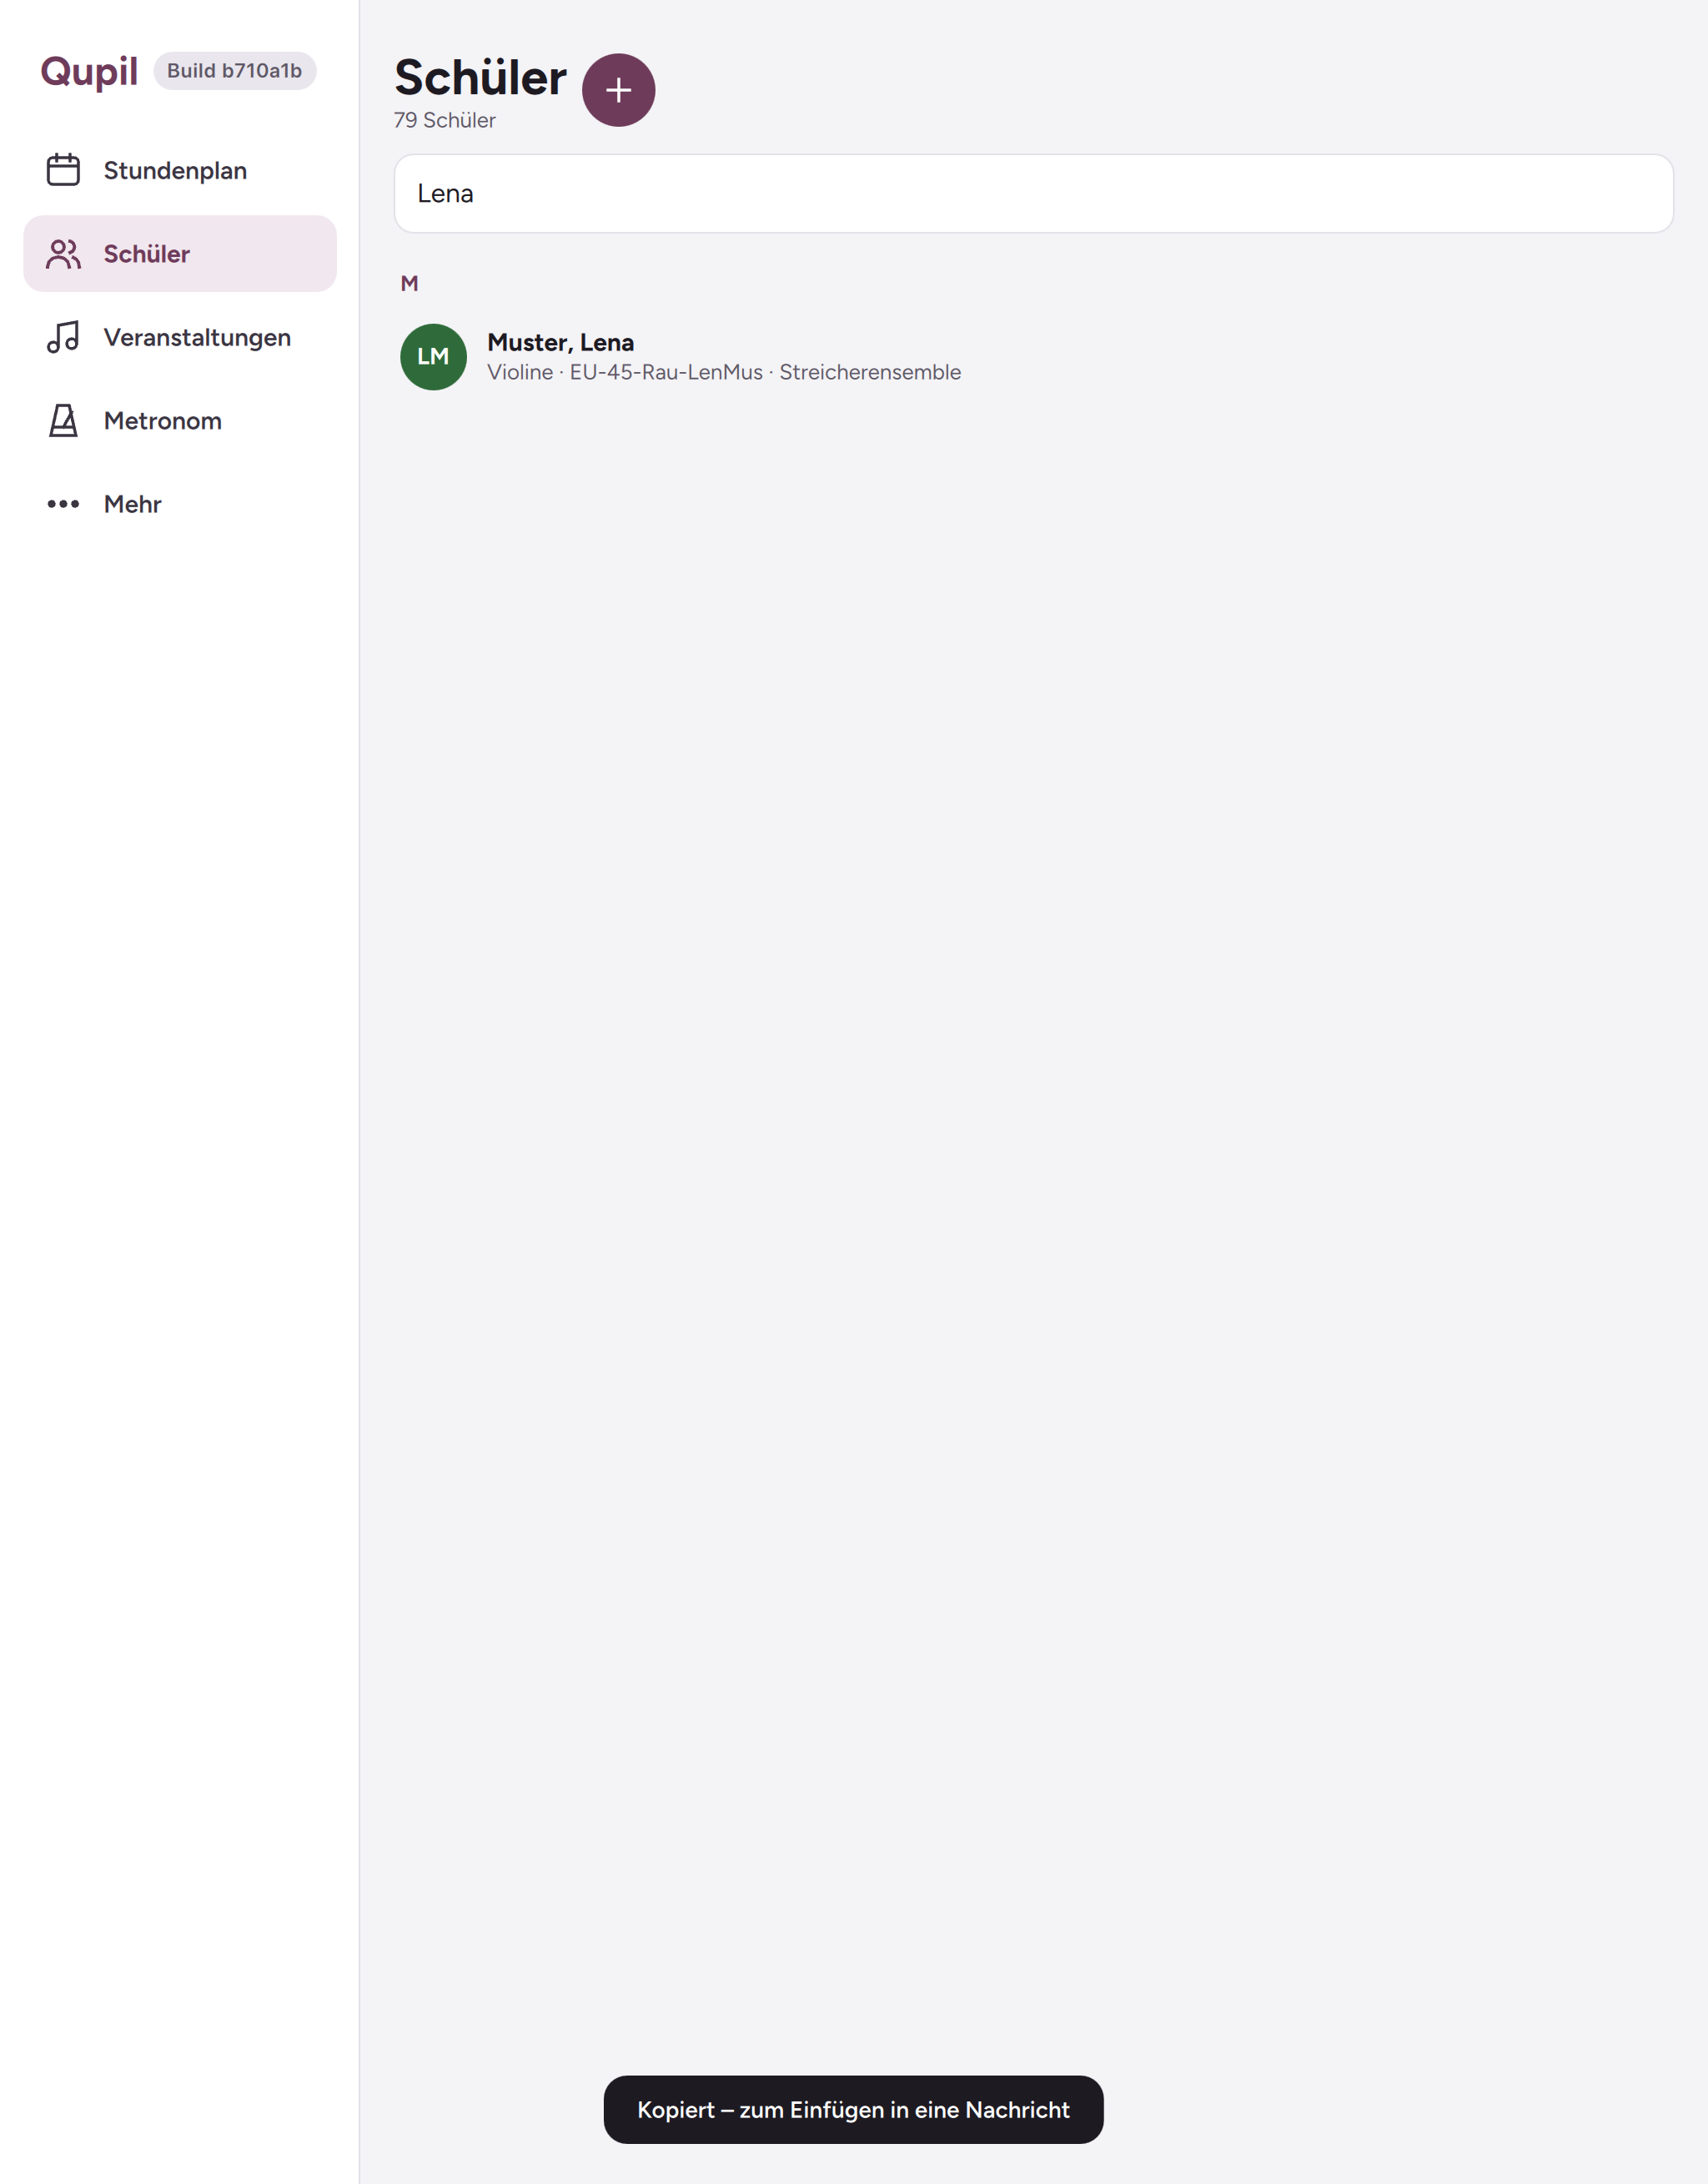 Qupil
Build b710a1b
Stundenplan
Schüler
Veranstaltungen
Metronom
Mehr
Schüler
79 Schüler
Lena
M
LM
Muster, Lena
Violine · EU-45-Rau-LenMus · Streicherensemble
Kopiert – zum Einfügen in eine Nachricht